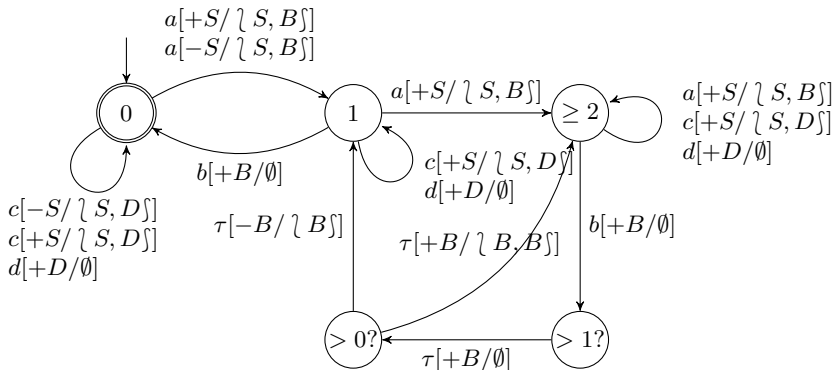 a[+S/ ⟅ S, B⟆]
a[−S/ ⟅ S, B⟆]
0
1
≥ 2
a[+S/ ⟅ S, B⟆]
a[+S/ ⟅ S, B⟆]
c[+S/ ⟅ S, D⟆]
d[+D/∅]
b[+B/∅]
c[+S/ ⟅ S, D⟆]
d[+D/∅]
c[−S/ ⟅ S, D⟆]
c[+S/ ⟅ S, D⟆]
d[+D/∅]
τ[−B/ ⟅ B⟆]
τ[+B/ ⟅ B, B⟆]
b[+B/∅]
> 0?
> 1?
τ[+B/∅]